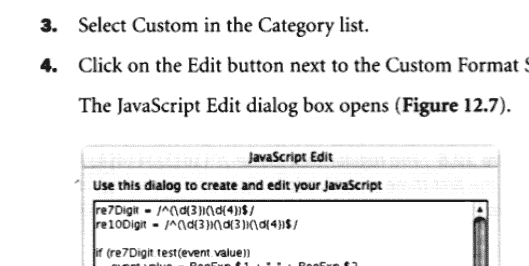 3. Select Custom in the Category list.
4. Click on the Edit button next to the Custom Format
The JavaScript Edit dialog box opens (Figure 12.7).
JavaScript Edit
Use this dialog to create and edit your JavaScript
re7Digit = /^(\d{3})(\d{4})$/
re10Digit = /^(\d{3})(\d{3})(\d{4})$/
if (re7Digit.test(event.value))